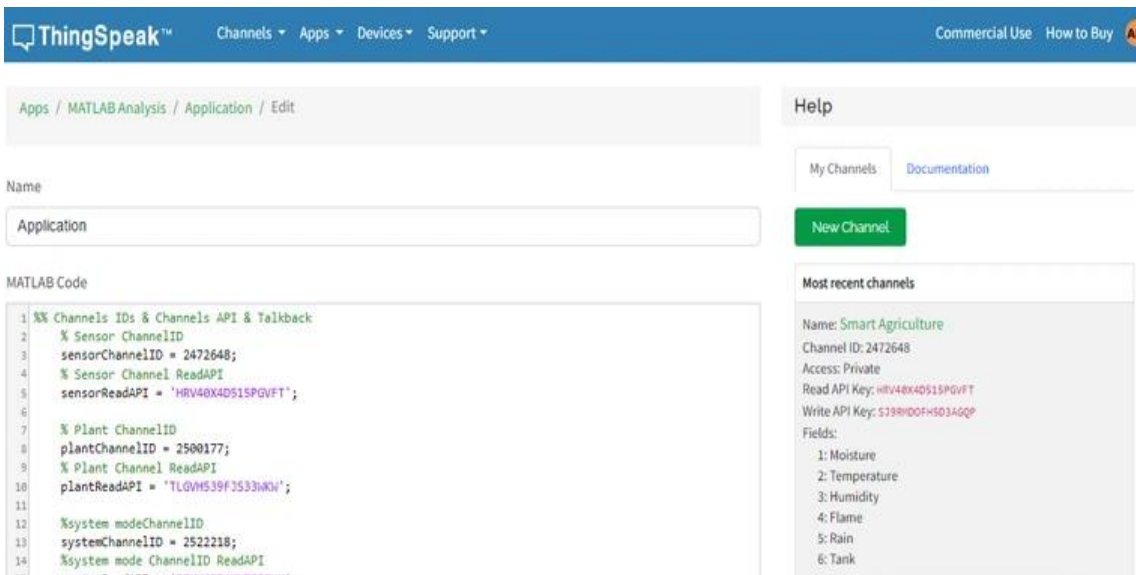 ThingSpeak™ Channels Apps Devices Support Commercial Use How to Buy
Apps / MATLAB Analysis / Application / Edit
Name
Application
MATLAB Code
1 %% Channels IDs & Channels API & Talkback
2 % Sensor ChannelID
3 sensorChannelID = 2472648;
4 % Sensor Channel ReadAPI
5 sensorReadAPI = 'HRV40X4D515PGVFT';
6
7 % Plant ChannelID
8 plantChannelID = 2500177;
9 % Plant Channel ReadAPI
10 plantReadAPI = 'TLGVMS39FJS33WKW';
11
12 %system modeChannelID
13 systemChannelID = 2522218;
14 %system mode ChannelID ReadAPI
Help
My Channels Documentation
New Channel
Most recent channels
Name: Smart Agriculture
Channel ID: 2472648
Access: Private
Read API Key: HRV40X4D515PGVFT
Write API Key:
Fields:
1: Moisture
2: Temperature
3: Humidity
4: Flame
5: Rain
6: Tank